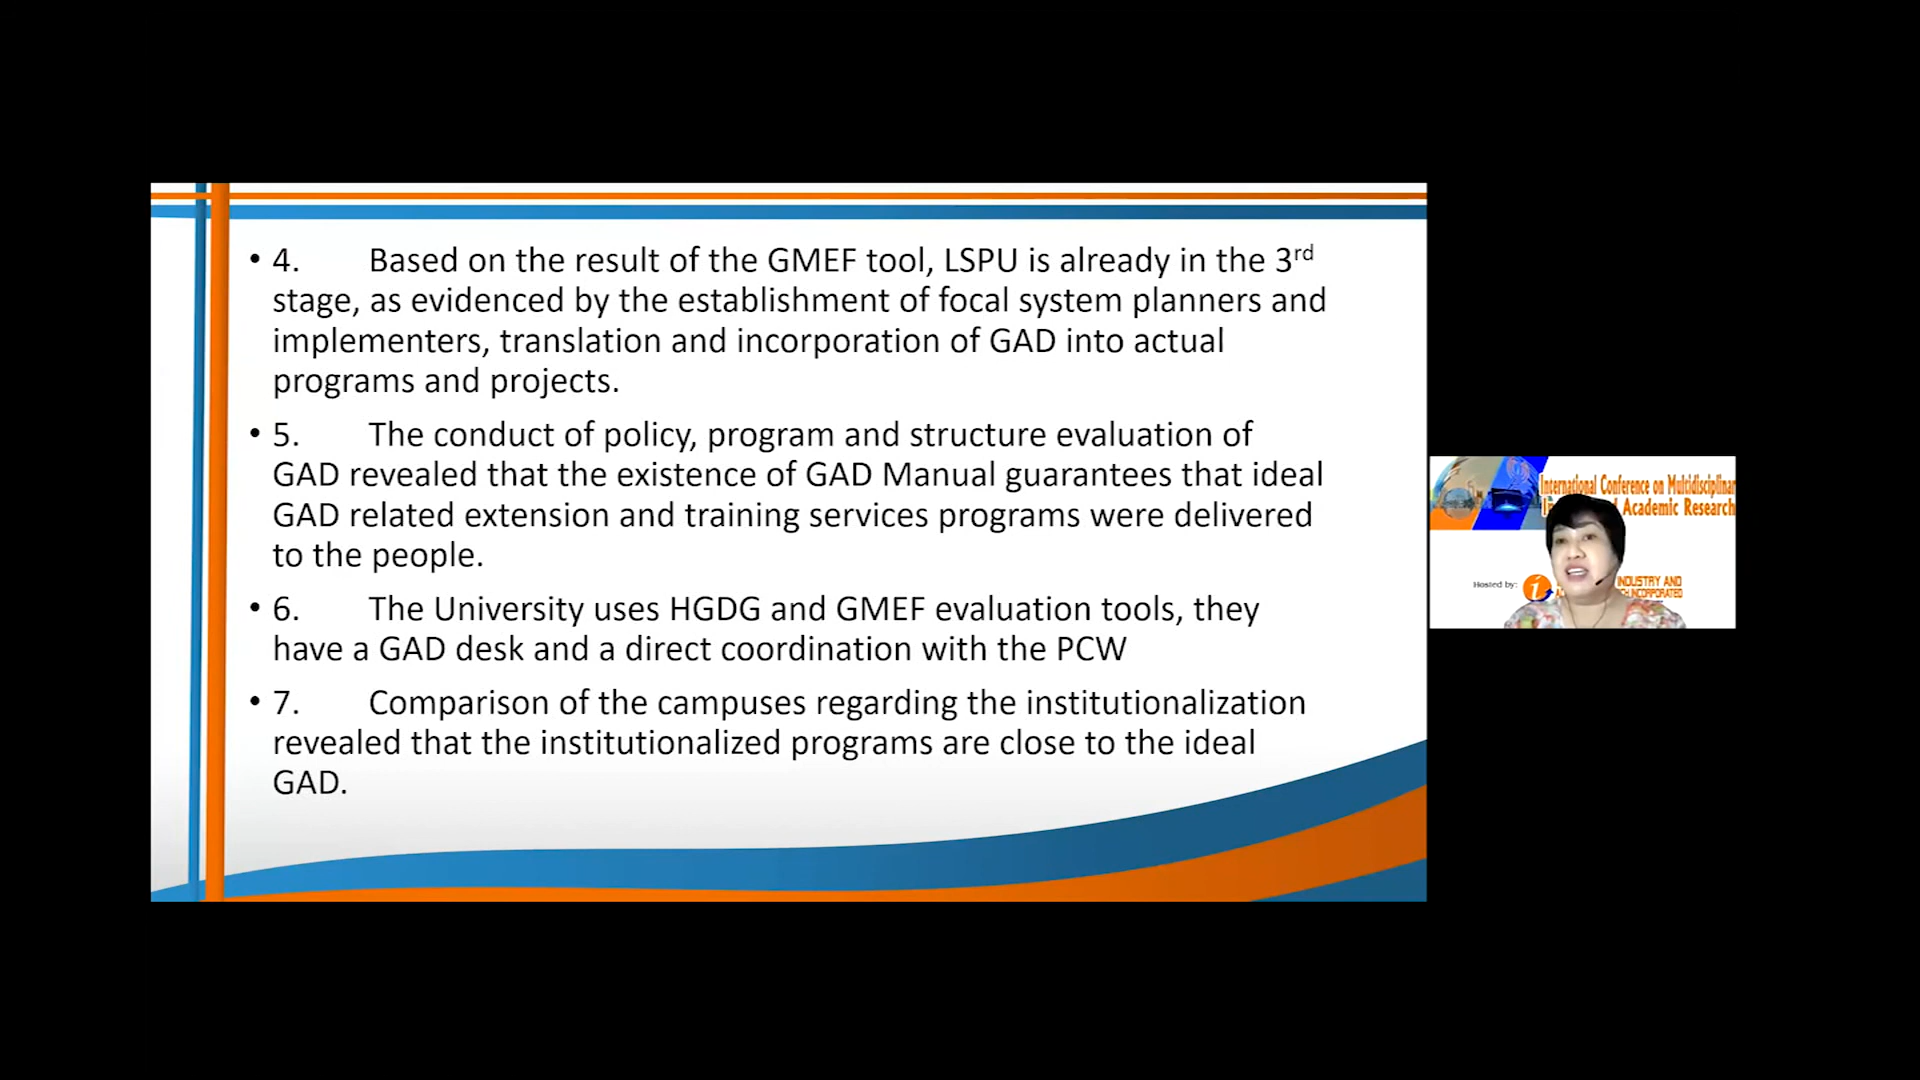 • 4. Based on the result of the GMEF tool, LSPU is already in the 3rd
stage, as evidenced by the establishment of focal system planners and
implementers, translation and incorporation of GAD into actual
programs and projects.
• 5. The conduct of policy, program and structure evaluation of
GAD revealed that the existence of GAD Manual guarantees that ideal
GAD related extension and training services programs were delivered
to the people.
• 6. The University uses HGDG and GMEF evaluation tools, they
have a GAD desk and a direct coordination with the PCW
• 7. Comparison of the campuses regarding the institutionalization
revealed that the institutionalized programs are close to the ideal
GAD.
International Conference on Multidisciplinar
Academic Research
Hosted by:
INDUSTRY AND
INCORPORATED